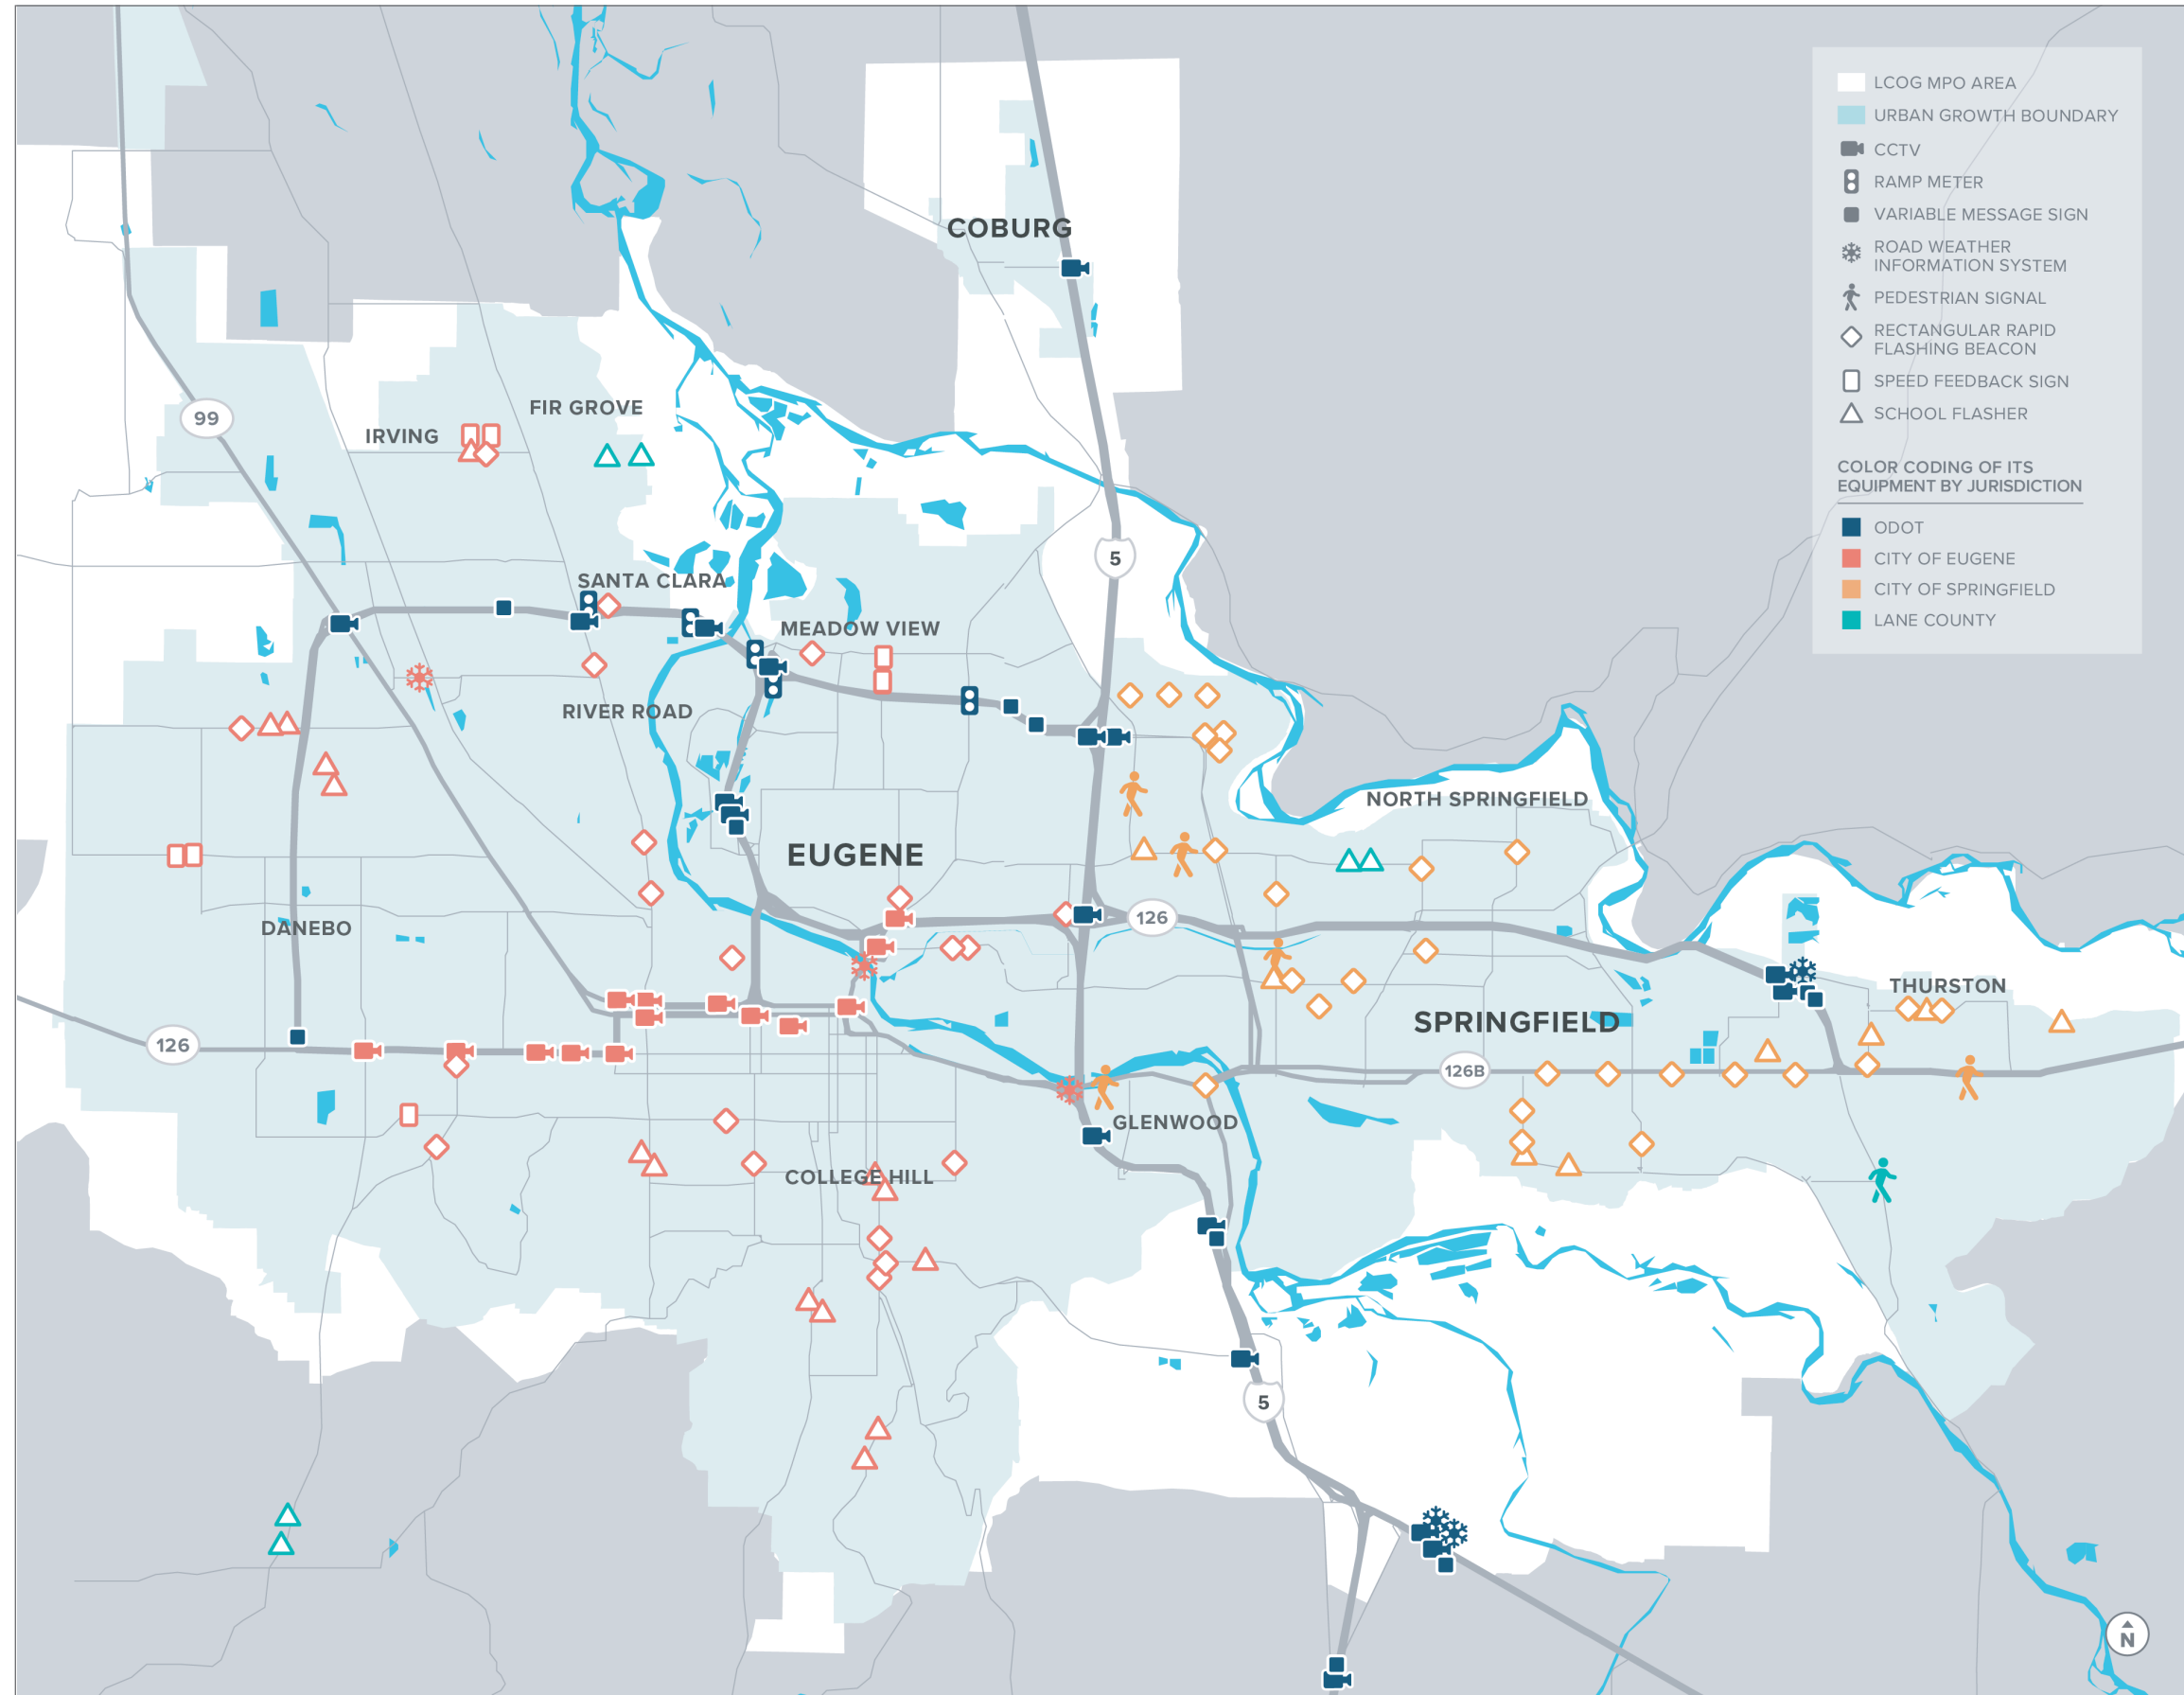 LCOG MPO AREA
URBAN GROWTH BOUNDARY
CCTV
RAMP METER
VARIABLE MESSAGE SIGN
ROAD WEATHER
INFORMATION SYSTEM
PEDESTRIAN SIGNAL
RECTANGULAR RAPID
FLASHING BEACON
SPEED FEEDBACK SIGN
SCHOOL FLASHER
COLOR CODING OF ITS
EQUIPMENT BY JURISDICTION
ODOT
CITY OF EUGENE
CITY OF SPRINGFIELD
LANE COUNTY
COBURG
99
FIR GROVE
IRVING
5
SANTA CLARA
MEADOW VIEW
RIVER ROAD
NORTH SPRINGFIELD
EUGENE
126
DANEBO
THURSTON
SPRINGFIELD
126
126B
GLENWOOD
COLLEGE HILL
5
N